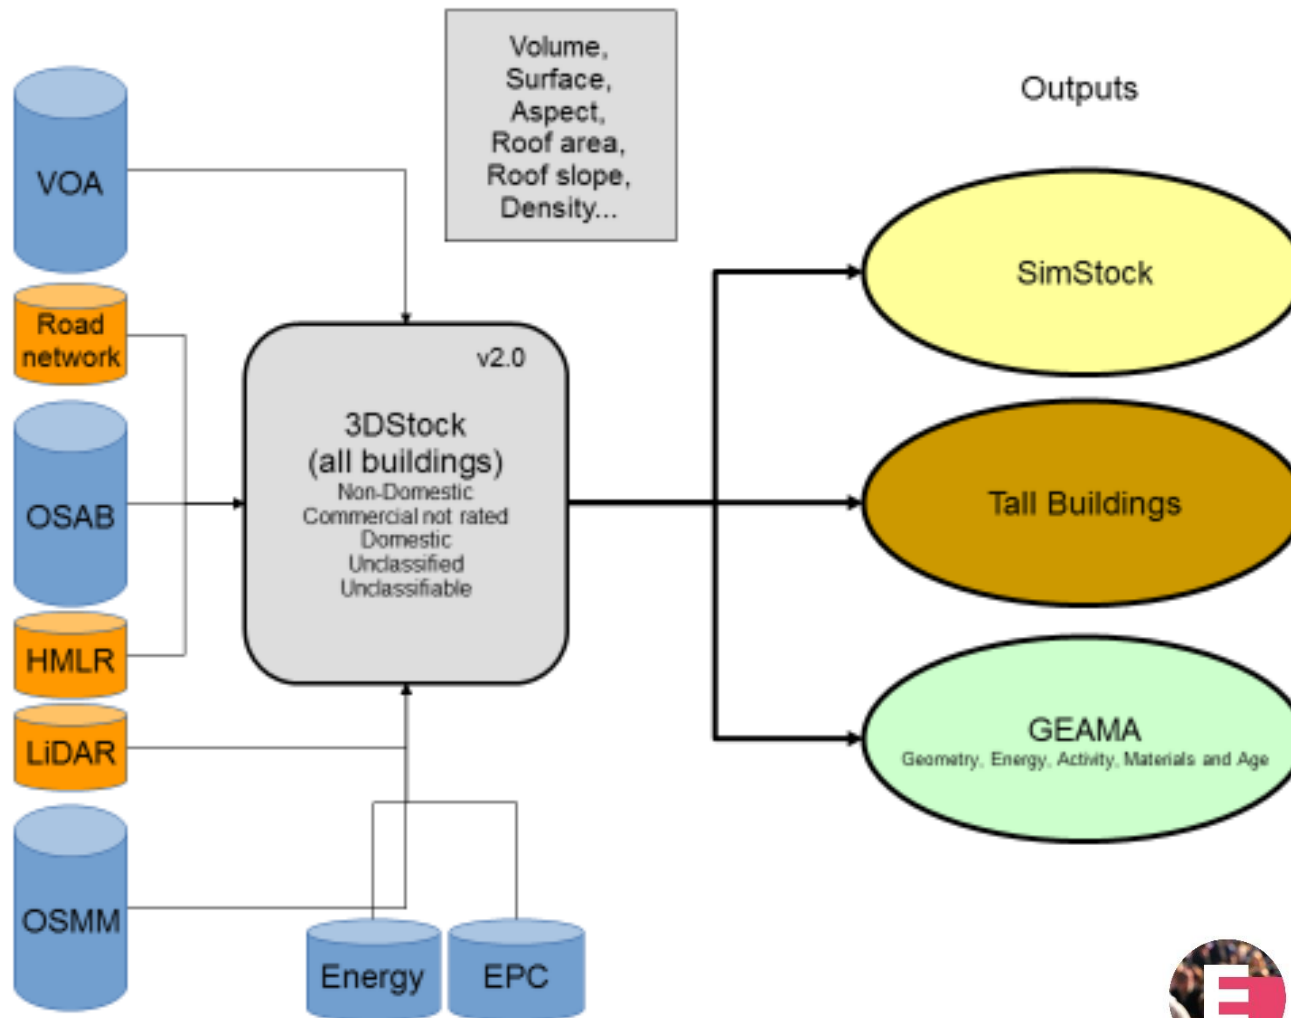 Volume,
Surface,
Aspect,
Roof area,
Roof slope,
Density...
Outputs
VOA
Road
network
OSAB
HMLR
LiDAR
OSMM
v2.0
3DStock
(all buildings)
Non-Domestic
Commercial not rated
Domestic
Unclassified
Unclassifiable
Energy
EPC
SimStock
Tall Buildings
GEAMA
Geometry, Energy, Activity, Materials and Age
E